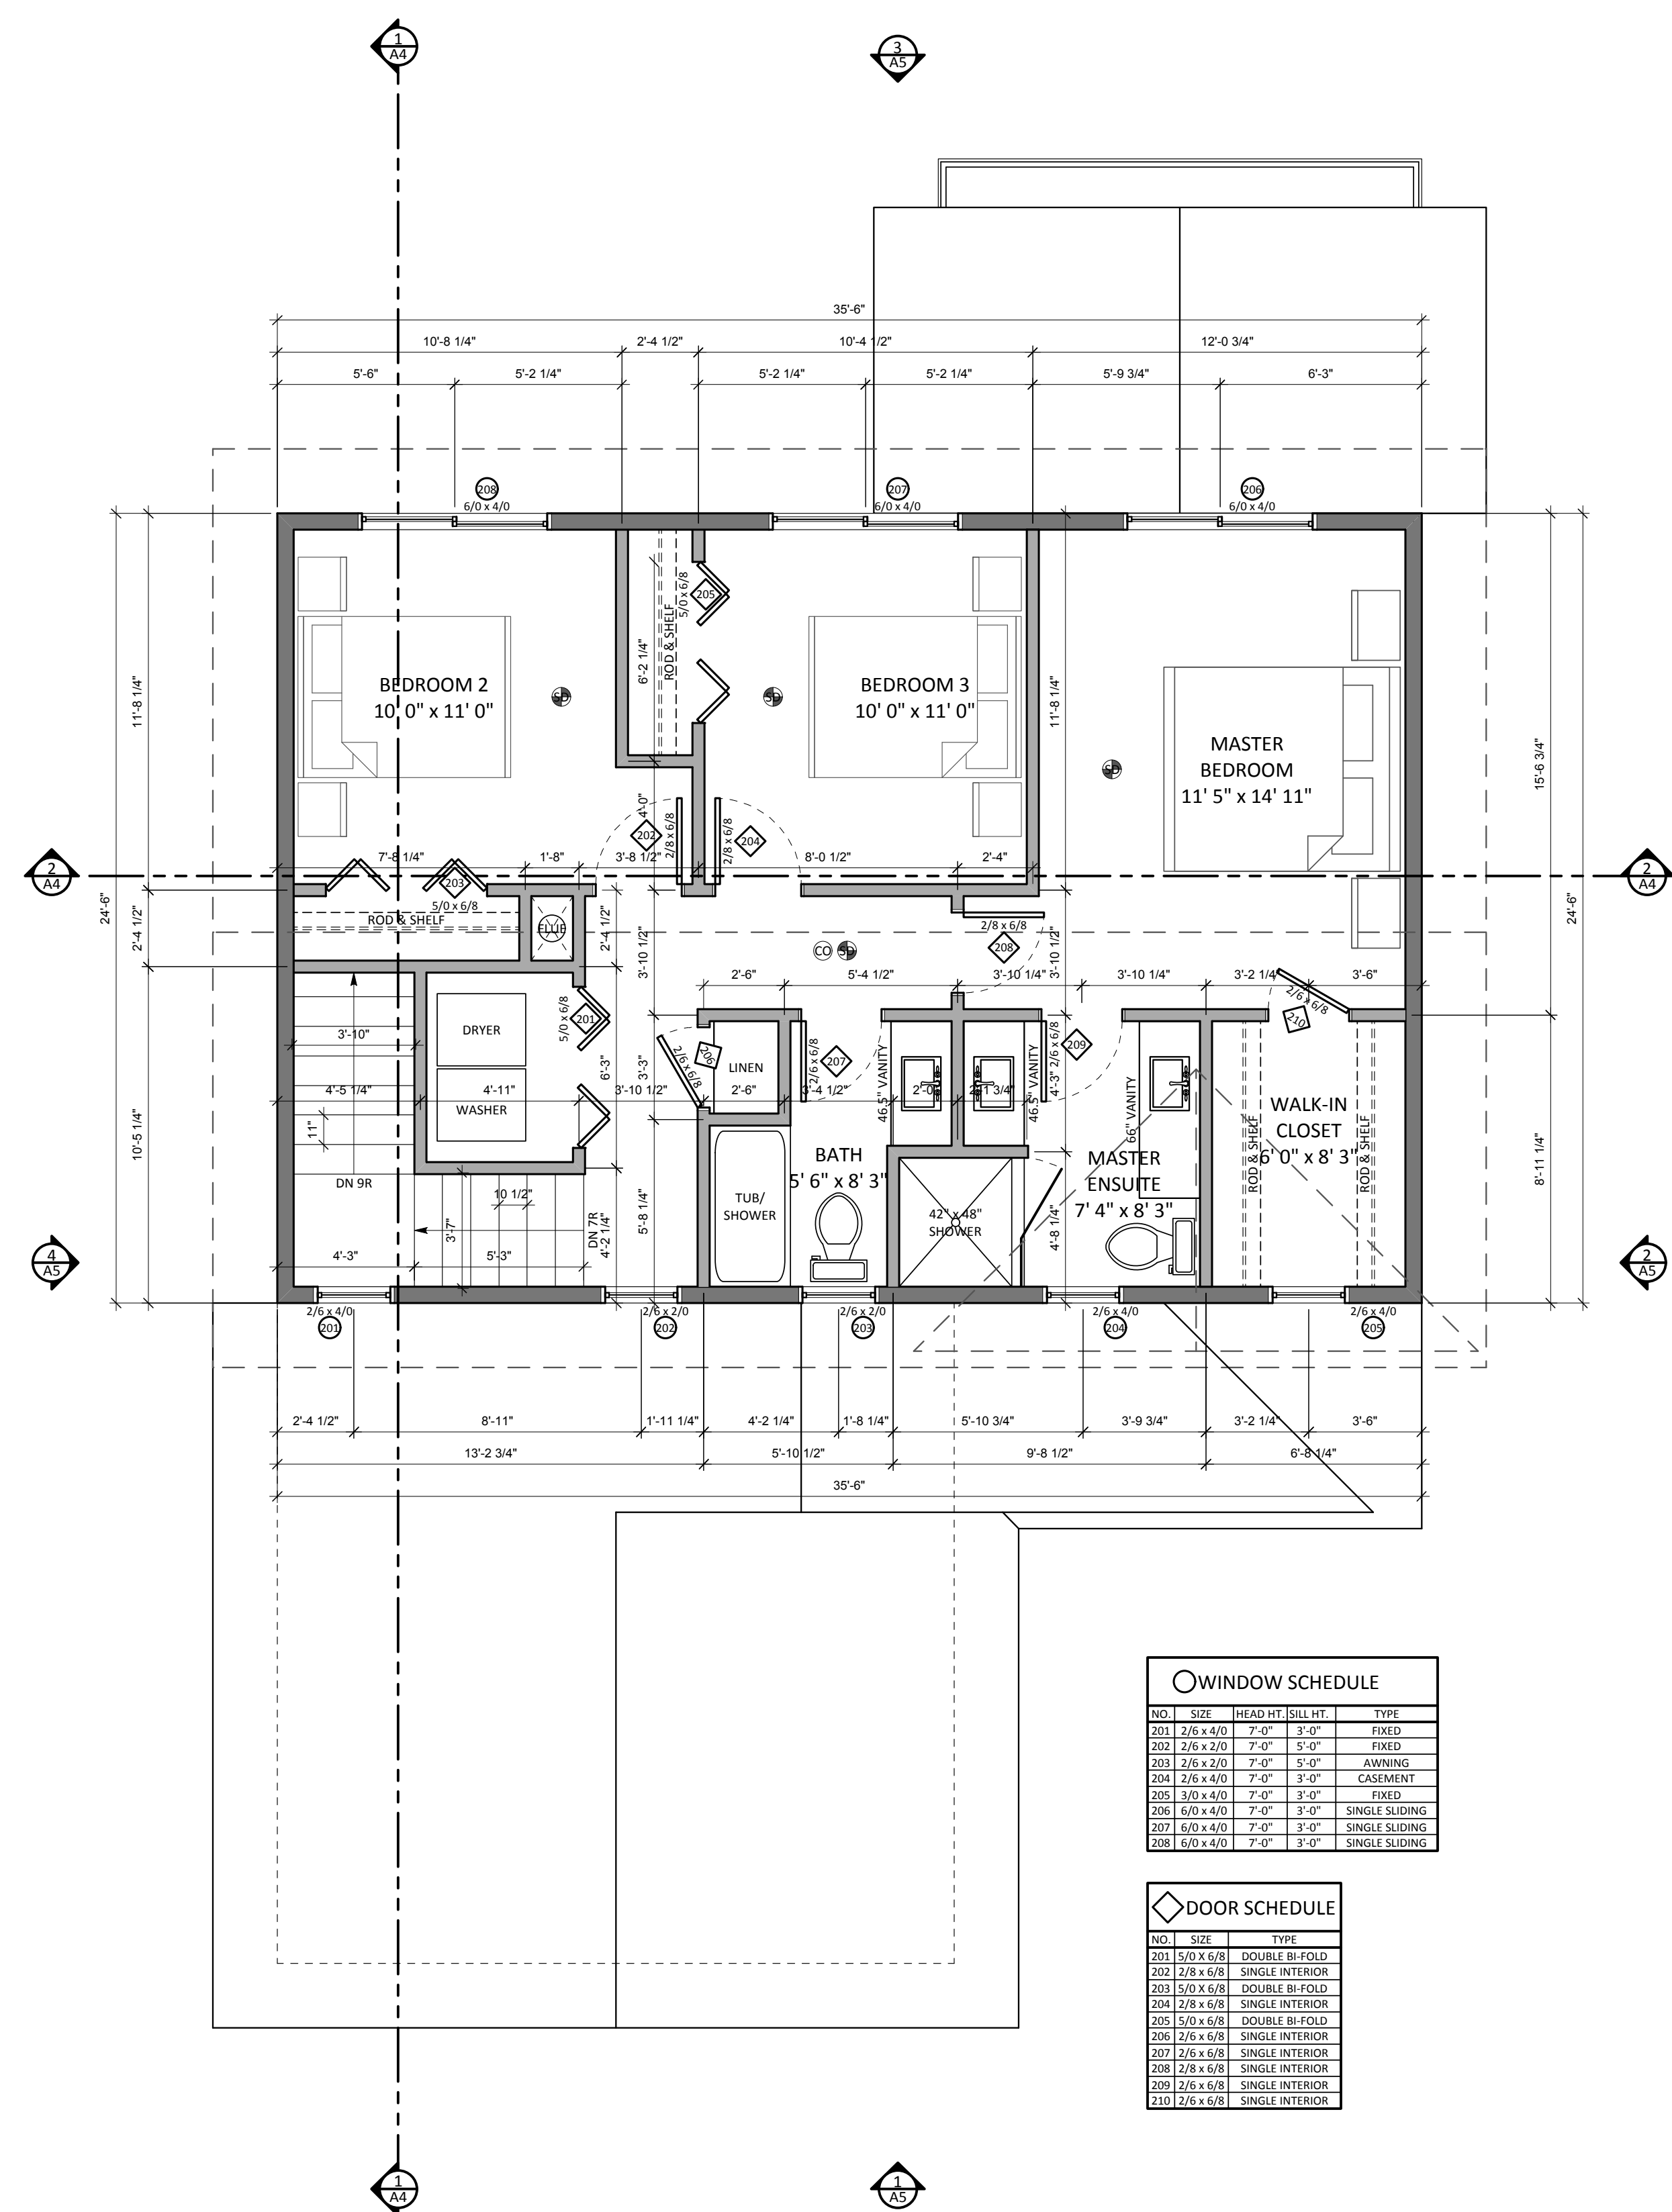 1
A4
3
A5
35'-6"
10'-8 1/4"
2'-4 1/2"
10'-4 1/2"
12'-0 3/4"
5'-6"
5'-2 1/4"
5'-2 1/4"
5'-2 1/4"
5'-9 3/4"
6'-3"
208
6/0 x 4/0
207
6/0 x 4/0
206
6/0 x 4/0
24'-6"
11'-8 1/4"
2'-4 1/2"
10'-5 1/4"
BEDROOM 2
10' 0" x 11' 0"
SD
6'-2 1/4"
ROD & SHELF
5/0 x 6/8
205
SD
BEDROOM 3
10' 0" x 11' 0"
11'-8 1/4"
SD
MASTER
BEDROOM
11' 5" x 14' 11"
15'-6 3/4"
24'-6"
8'-11 1/4"
4'-0"
202
2/8 x 6/8
2/8 x 6/8
204
2
A4
7'-8 1/4"
1'-8"
3'-8 1/2"
8'-0 1/2"
2'-4"
2
A4
203
5/0 x 6/8
ROD & SHELF
FLUE
2'-4 1/2"
3'-10 1/2"
CO
SD
2/8 x 6/8
208
3'-10 1/2"
2'-6"
5'-4 1/2"
3'-10 1/4"
3'-10 1/4"
3'-2 1/4"
3'-6"
2/6 x 6/8
210
5/0 x 6/8
201
DRYER
3'-10"
6'-3"
3'-3"
2/6 x 6/8
206
LINEN
2/6 x 6/8
207
46.5" VANITY
46.5" VANITY
4'-3"
2/6 x 6/8
209
66" VANITY
4'-5 1/4"
4'-11"
3'-10 1/2"
2'-6"
3'-4 1/2"
2'-0"
2'-1 3/4"
WASHER
11"
DN 9R
ROD & SHELF
WALK-IN
CLOSET
6' 0" x 8' 3"
ROD & SHELF
BATH
5' 6" x 8' 3"
MASTER
ENSUITE
7' 4" x 8' 3"
10 1/2"
3'-7"
DN 7R
4'-2 1/4"
5'-8 1/4"
TUB/
SHOWER
42" x 48"
SHOWER
4'-8 1/4"
4
A5
4'-3"
5'-3"
2
A5
2/6 x 4/0
201
2/6 x 2/0
202
2/6 x 2/0
203
2/6 x 4/0
204
2/6 x 4/0
205
2'-4 1/2"
8'-11"
1'-11 1/4"
4'-2 1/4"
1'-8 1/4"
5'-10 3/4"
3'-9 3/4"
3'-2 1/4"
3'-6"
13'-2 3/4"
5'-10 1/2"
9'-8 1/2"
6'-8 1/4"
35'-6"
WINDOW SCHEDULE
NO. SIZE HEAD HT. SILL HT. TYPE
201 2/6 x 4/0 7'-0" 3'-0" FIXED
202 2/6 x 2/0 7'-0" 5'-0" FIXED
203 2/6 x 2/0 7'-0" 5'-0" AWNING
204 2/6 x 4/0 7'-0" 3'-0" CASEMENT
205 3/0 x 4/0 7'-0" 3'-0" FIXED
206 6/0 x 4/0 7'-0" 3'-0" SINGLE SLIDING
207 6/0 x 4/0 7'-0" 3'-0" SINGLE SLIDING
208 6/0 x 4/0 7'-0" 3'-0" SINGLE SLIDING
DOOR SCHEDULE
NO. SIZE TYPE
201 5/0 X 6/8 DOUBLE BI-FOLD
202 2/8 x 6/8 SINGLE INTERIOR
203 5/0 X 6/8 DOUBLE BI-FOLD
204 2/8 x 6/8 SINGLE INTERIOR
205 5/0 x 6/8 DOUBLE BI-FOLD
206 2/6 x 6/8 SINGLE INTERIOR
207 2/6 x 6/8 SINGLE INTERIOR
208 2/8 x 6/8 SINGLE INTERIOR
209 2/6 x 6/8 SINGLE INTERIOR
210 2/6 x 6/8 SINGLE INTERIOR
1
A4
1
A5